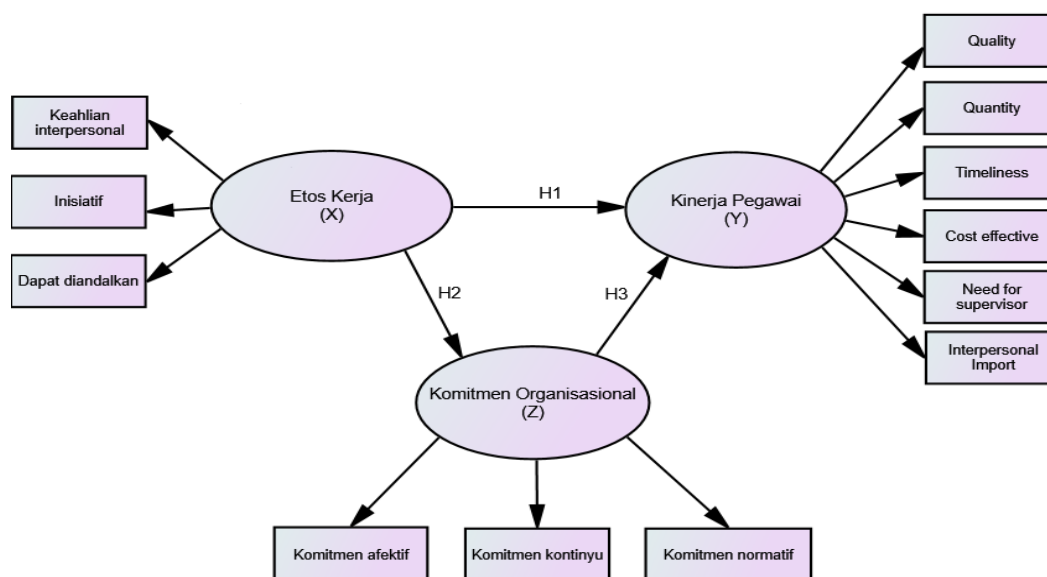 Quality
Keahlian
interpersonal
Quantity
Etos Kerja
(X)
H1
Kinerja Pegawai
(Y)
Timeliness
Inisiatif
Cost effective
Dapat diandalkan
Need for
supervisor
H2
H3
Interpersonal
Import
Komitmen Organisasional
(Z)
Komitmen afektif
Komitmen kontinyu
Komitmen normatif